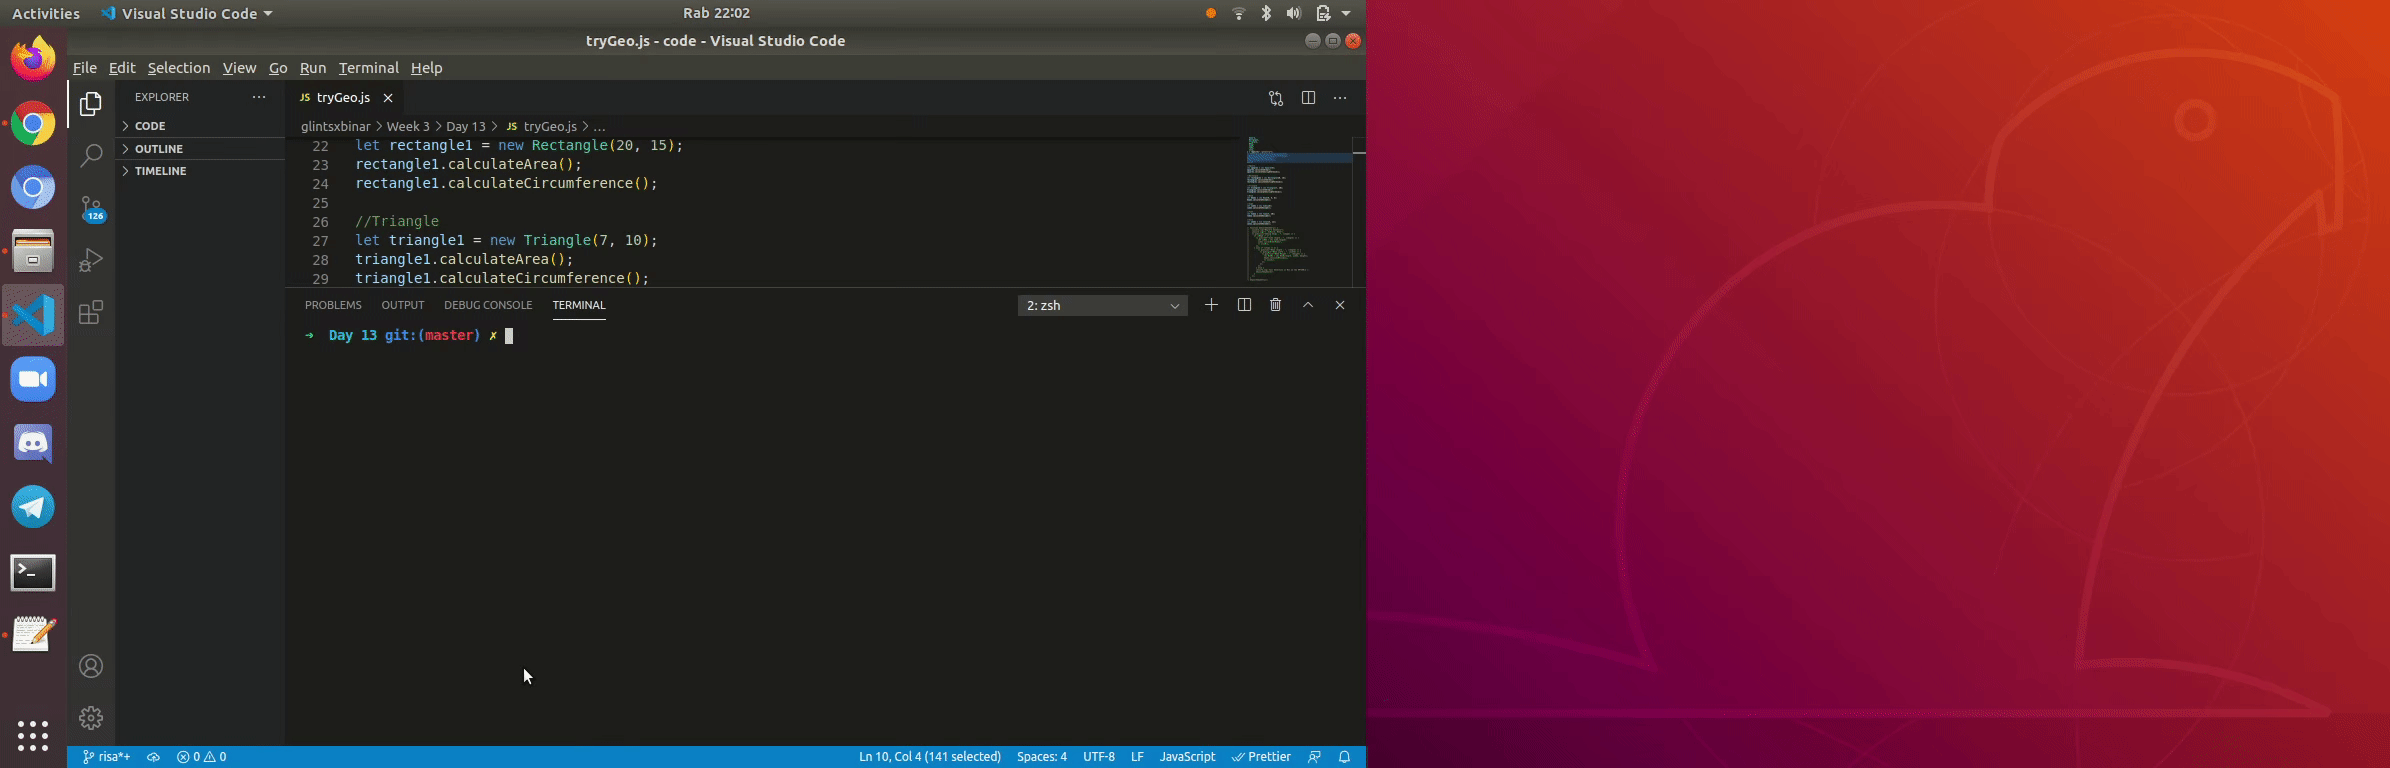 Activities Visual Studio Code Rab 22:02
tryGeo.js - code - Visual Studio Code
File Edit Selection View Go Run Terminal Help
EXPLORER
CODE
OUTLINE
TIMELINE
126
JS tryGeo.js
glintsxbinar > Week 3 > Day 13 > JS tryGeo.js > ...
22 let rectangle1 = new Rectangle(20, 15);
23 rectangle1.calculateArea();
24 rectangle1.calculateCircumference();
25
26 //Triangle
27 let triangle1 = new Triangle(7, 10);
28 triangle1.calculateArea();
29 triangle1.calculateCircumference();
PROBLEMS OUTPUT DEBUG CONSOLE TERMINAL 2: zsh
➜ Day 13 git:(master) ✗
risa*+ 0 0 Ln 10, Col 4 (141 selected) Spaces: 4 UTF-8 LF JavaScript Prettier